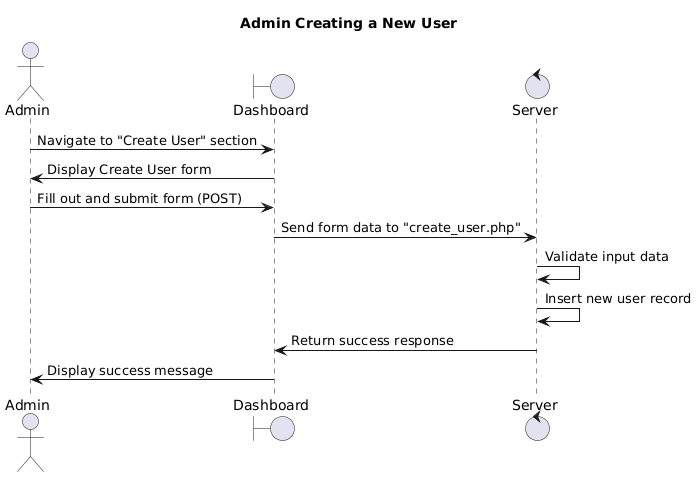 Admin Creating a New User
Admin
Dashboard
Server
Navigate to "Create User" section
Display Create User form
Fill out and submit form (POST)
Send form data to "create_user.php"
Validate input data
Insert new user record
Return success response
Display success message
Admin
Dashboard
Server